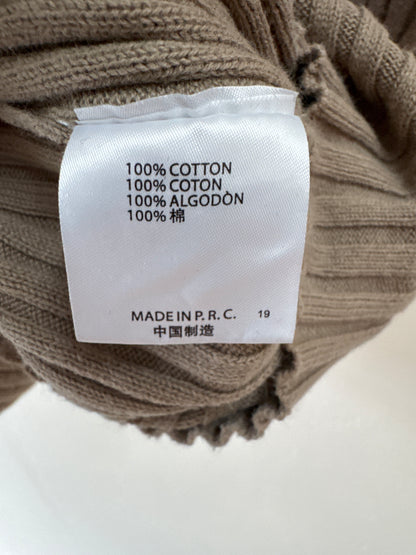 100% COTTON
100% COTON
100% ALGODÒN
100% 棉
MADE IN P. R. C. 19
中国制造